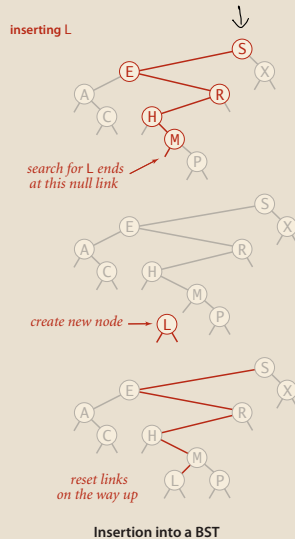 inserting L
S
E
X
A
R
C
H
M
P
search for L ends
at this null link
S
E
X
A
R
C
H
M
P
create new node
L
S
E
X
A
R
C
H
M
L
P
reset links
on the way up
Insertion into a BST